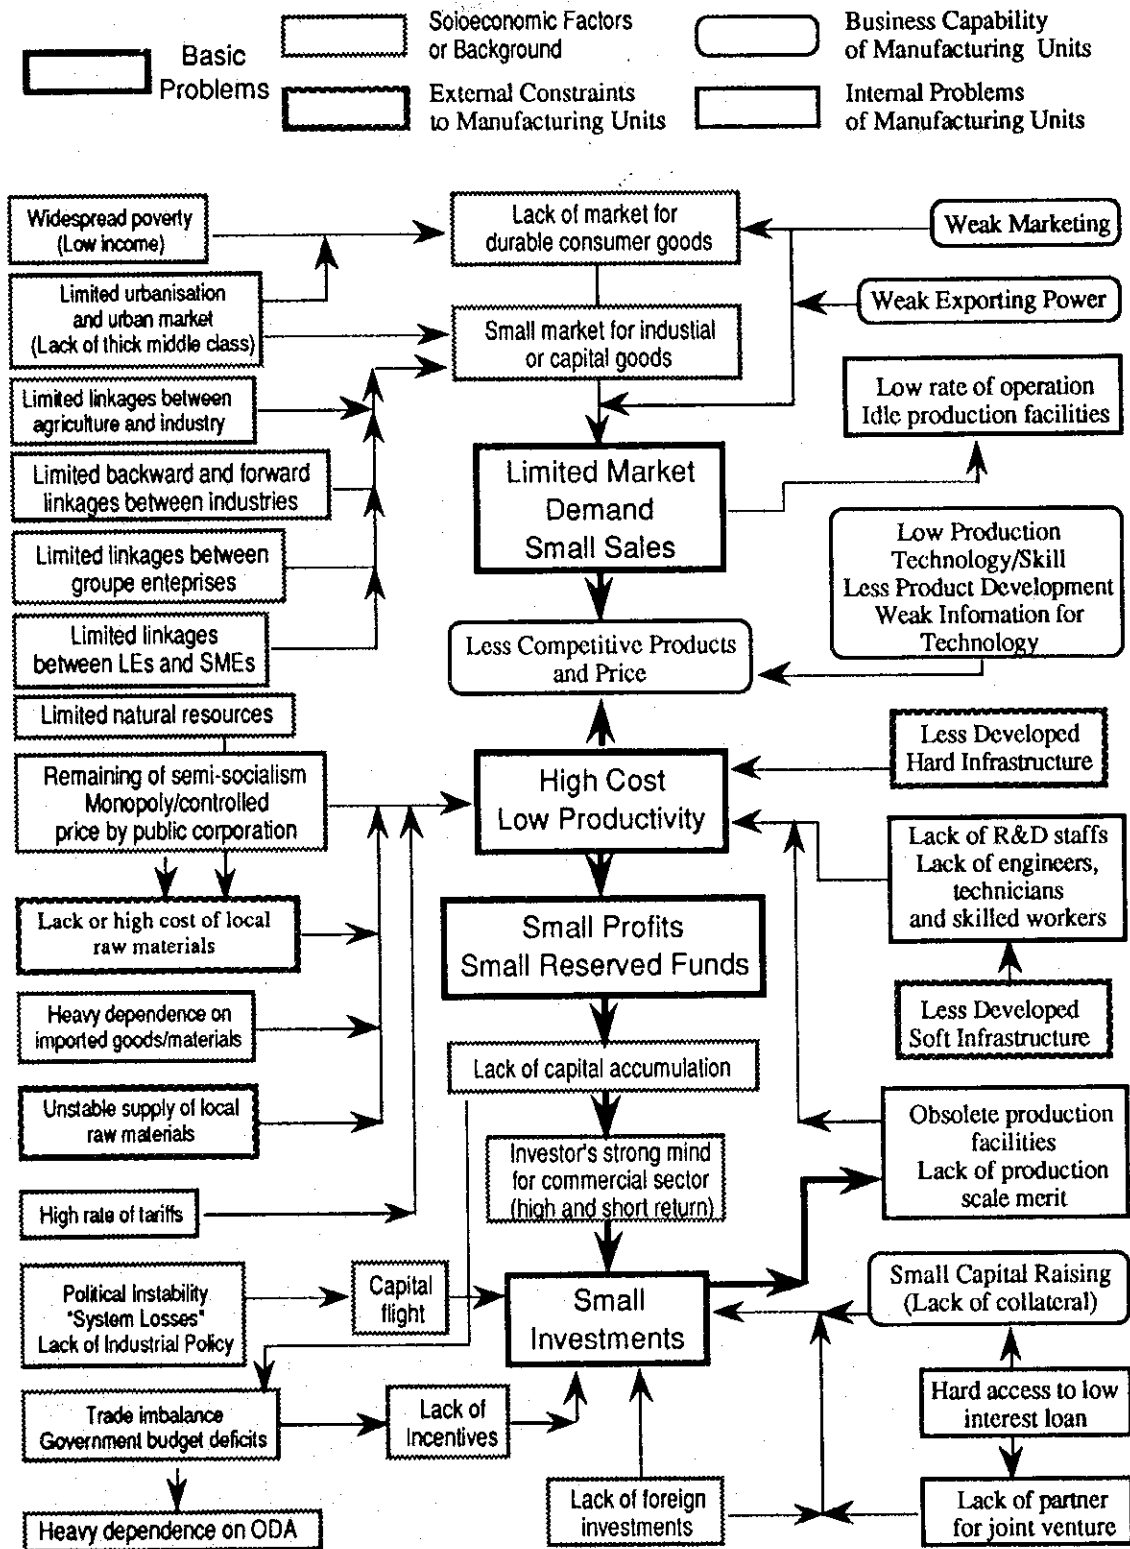 Basic
Problems
Soioeconomic Factors
or Background
External Constraints
to Manufacturing Units
Business Capability
of Manufacturing Units
Internal Problems
of Manufacturing Units
Widespread poverty
(Low income)
Lack of market for
durable consumer goods
Weak Marketing
Limited urbanisation
and urban market
(Lack of thick middle class)
Small market for industial
or capital goods
Weak Exporting Power
Limited linkages between
agriculture and industry
Low rate of operation
Idle production facilities
Limited backward and forward
linkages between industries
Limited Market
Demand
Small Sales
Limited linkages between
groupe enteprises
Low Production
Technology/Skill
Less Product Development
Weak Infomation for
Technology
Limited linkages
between LEs and SMEs
Less Competitive Products
and Price
Limited natural resources
Less Developed
Hard Infrastructure
Remaining of semi-socialism
Monopoly/controlled
price by public corporation
High Cost
Low Productivity
Lack of R&D staffs
Lack of engineers,
technicians
and skilled workers
Lack or high cost of local
raw materials
Small Profits
Small Reserved Funds
Heavy dependence on
imported goods/materials
Less Developed
Soft Infrastructure
Lack of capital accumulation
Unstable supply of local
raw materials
Obsolete production
facilities
Lack of production
scale merit
Investor's strong mind
for commercial sector
(high and short return)
High rate of tariffs
Political Instability
"System Losses"
Lack of Industrial Policy
Capital
flight
Small
Investments
Small Capital Raising
(Lack of collateral)
Trade imbalance
Government budget deficits
Lack of
Incentives
Hard access to low
interest loan
Lack of foreign
investments
Lack of partner
for joint venture
Heavy dependence on ODA